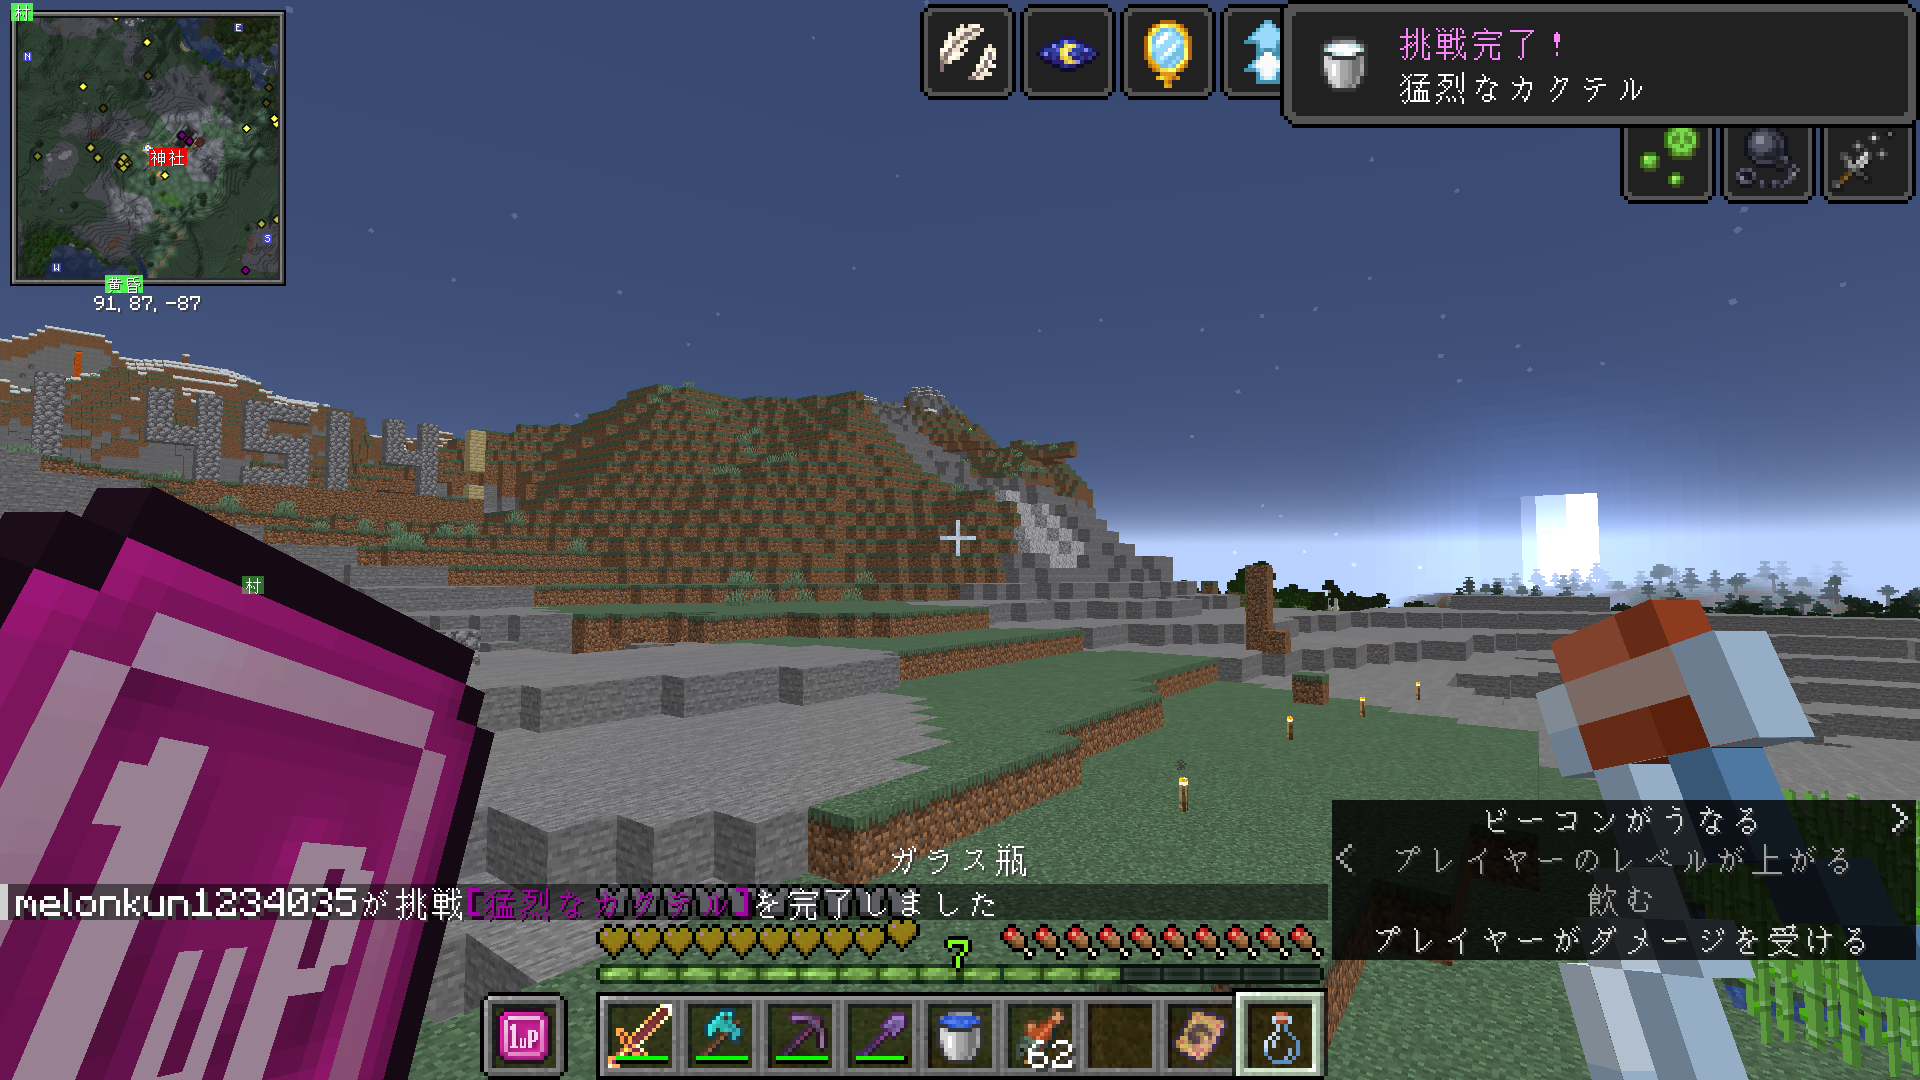 村
E
N
神社
S
W
黄昏
91, 87, -87
挑戦完了！
猛烈なカクテル
14514
村
1UP
ガラス瓶
melonkun1234035が挑戦[猛烈なカクテル]を完了しました
ビーコンがうなる >
< プレイヤーのレベルが上がる
飲む
プレイヤーがダメージを受ける
7
1UP
62